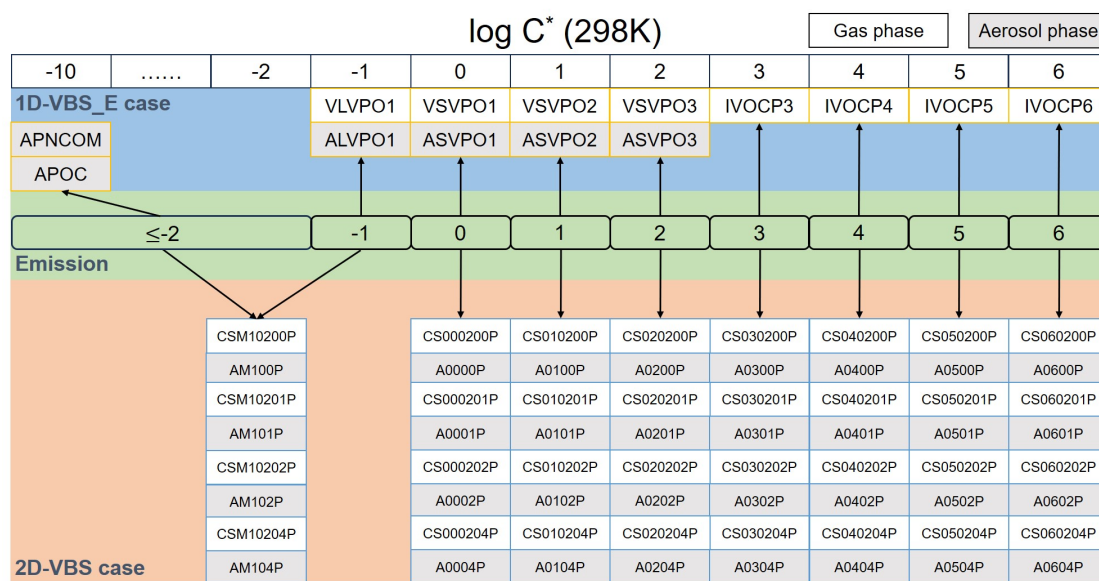 log C* (298K)
Gas phase
Aerosol phase
-10 ...... -2 -1 0 1 2 3 4 5 6
1D-VBS_E case
VLVPO1 VSVPO1 VSVPO2 VSVPO3 IVOCP3 IVOCP4 IVOCP5 IVOCP6
APNCOM ALVPO1 ASVPO1 ASVPO2 ASVPO3
APOC
≤-2 -1 0 1 2 3 4 5 6
Emission
CSM10200P CS000200P CS010200P CS020200P CS030200P CS040200P CS050200P CS060200P
AM100P A0000P A0100P A0200P A0300P A0400P A0500P A0600P
CSM10201P CS000201P CS010201P CS020201P CS030201P CS040201P CS050201P CS060201P
AM101P A0001P A0101P A0201P A0301P A0401P A0501P A0601P
CSM10202P CS000202P CS010202P CS020202P CS030202P CS040202P CS050202P CS060202P
AM102P A0002P A0102P A0202P A0302P A0402P A0502P A0602P
CSM10204P CS000204P CS010204P CS020204P CS030204P CS040204P CS050204P CS060204P
2D-VBS case AM104P A0004P A0104P A0204P A0304P A0404P A0504P A0604P